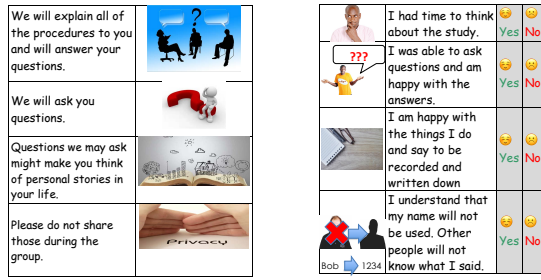 We will explain all of
the procedures to you
and will answer your
questions.
?
We will ask you
questions.
Questions we may ask
might make you think
of personal stories in
your life.
Please do not share
those during the
group.
Privacy
I had time to think
about the study.
Yes No
???
I was able to ask
questions and am
happy with the
answers.
Yes No
I am happy with
the things I do
and say to be
recorded and
written down
Yes No
I understand that
my name will not
be used. Other
people will not
know what I said.
Bob 1234
Yes No